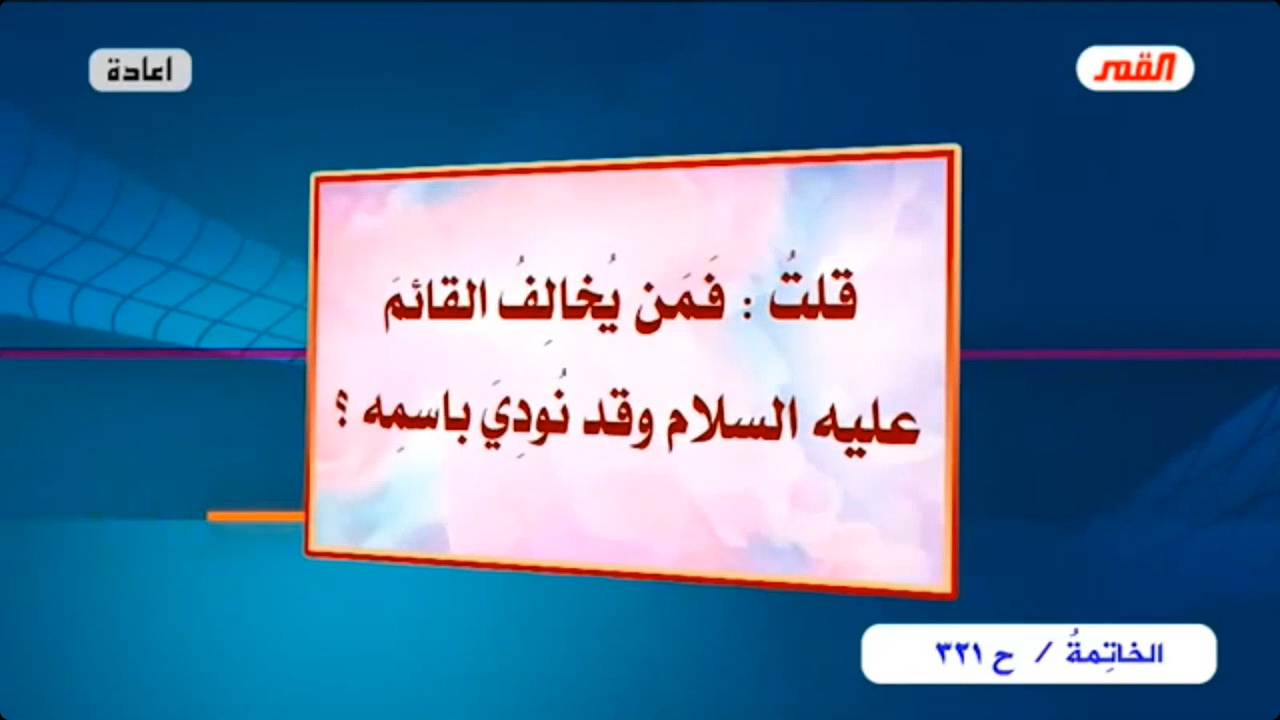 اعادة
القمر
قلتُ : فَمَن يُخالِفُ القائمَ
عليه السلام وقد نُودِيَ باسمِه ؟
الخاتِمةُ / ح ٣٢١